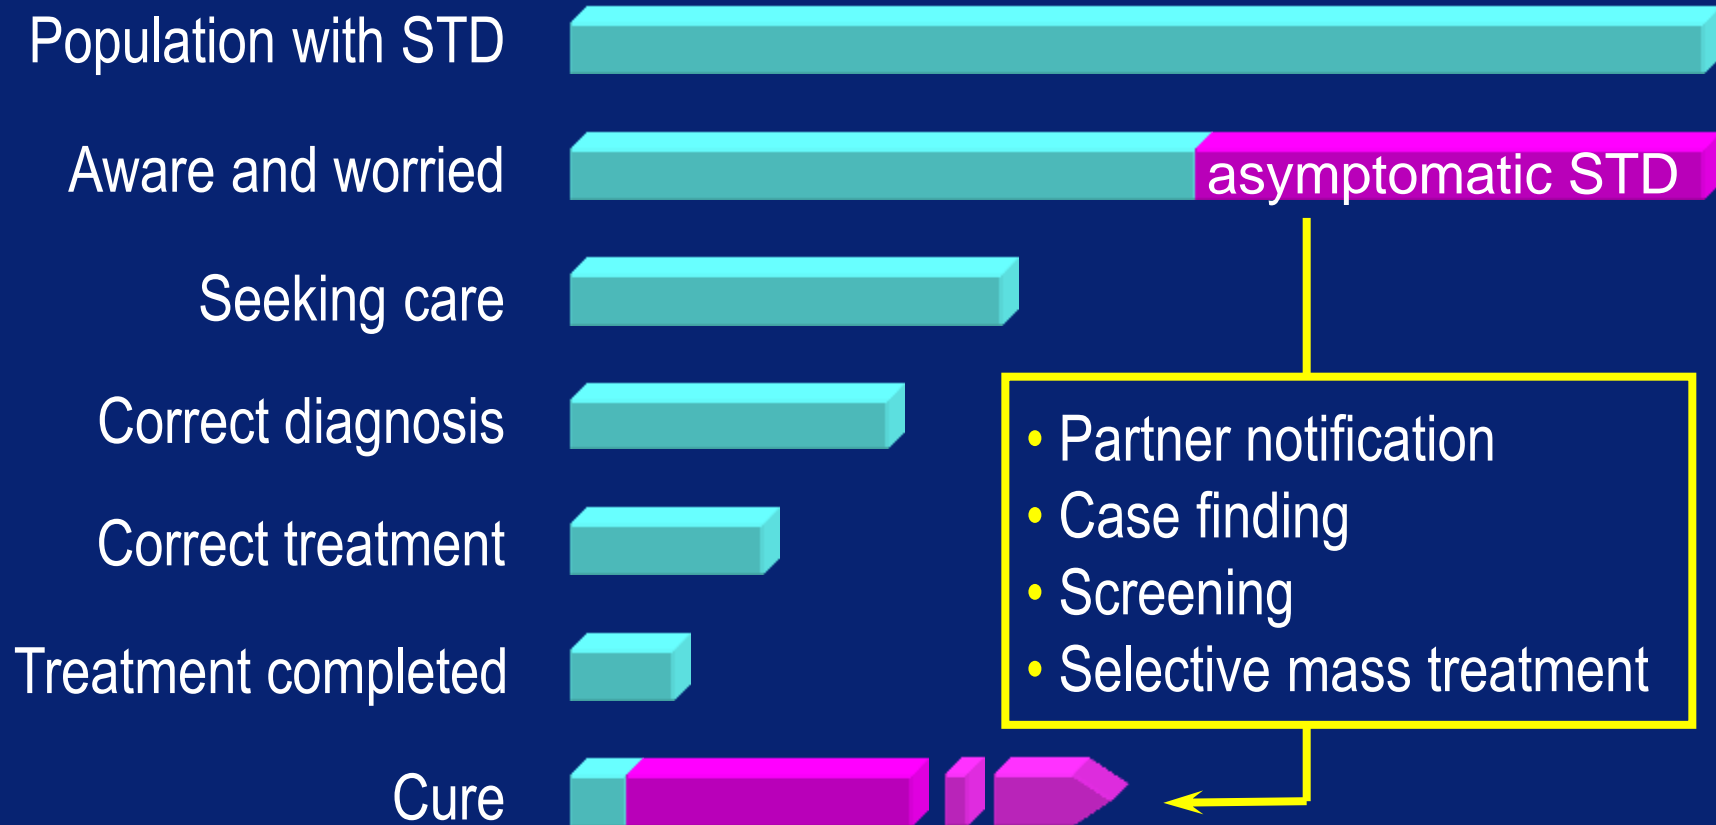 Population with STD
Aware and worried
asymptomatic STD
Seeking care
Correct diagnosis
Correct treatment
Treatment completed
Cure
• Partner notification
• Case finding
• Screening
• Selective mass treatment